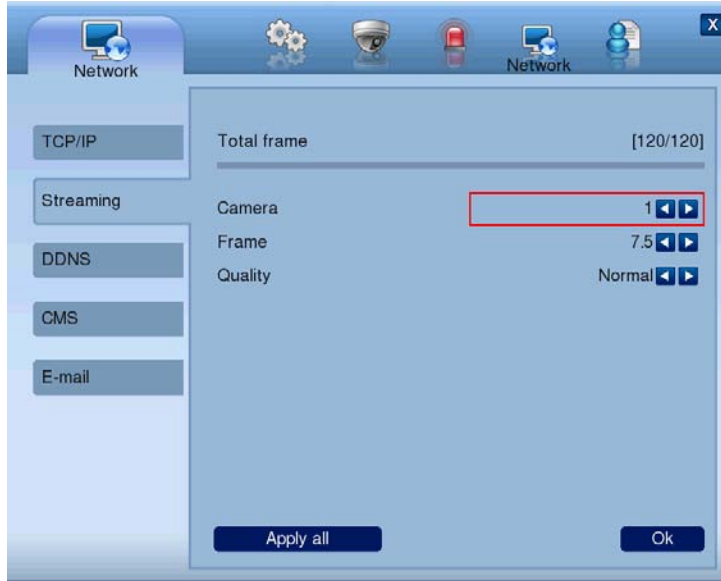 X
Network
Network
TCP/IP
Total frame [120/120]
Streaming
Camera 1
Frame 7.5
DDNS
Quality Normal
CMS
E-mail
Apply all Ok